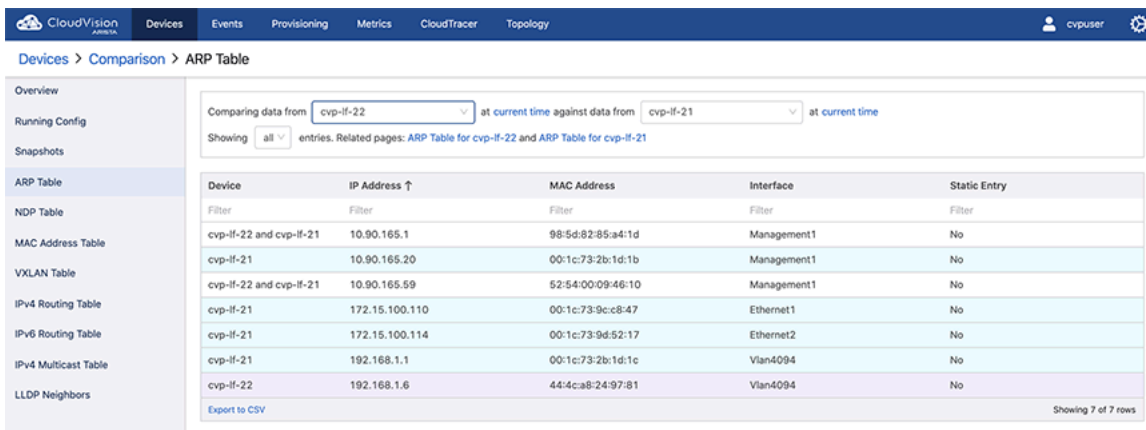 CloudVision Devices Events Provisioning Metrics CloudTracer Topology cvpuser
ARISTA
Devices > Comparison > ARP Table
Overview
Running Config
Snapshots
ARP Table
NDP Table
MAC Address Table
VXLAN Table
IPv4 Routing Table
IPv6 Routing Table
IPv4 Multicast Table
LLDP Neighbors
Comparing data from cvp-lf-22 at current time against data from cvp-lf-21 at current time
Showing all entries. Related pages: ARP Table for cvp-lf-22 and ARP Table for cvp-lf-21
Device IP Address ↑ MAC Address Interface Static Entry
Filter Filter Filter Filter Filter
cvp-lf-22 and cvp-lf-21 10.90.165.1 98:5d:82:85:a4:1d Management1 No
cvp-lf-21 10.90.165.20 00:1c:73:2b:1d:1b Management1 No
cvp-lf-22 and cvp-lf-21 10.90.165.59 52:54:00:09:46:10 Management1 No
cvp-lf-21 172.15.100.110 00:1c:73:9c:c8:47 Ethernet1 No
cvp-lf-21 172.15.100.114 00:1c:73:9d:52:17 Ethernet2 No
cvp-lf-21 192.168.1.1 00:1c:73:2b:1d:1c Vlan4094 No
cvp-lf-22 192.168.1.6 44:4c:a8:24:97:81 Vlan4094 No
Export to CSV Showing 7 of 7 rows